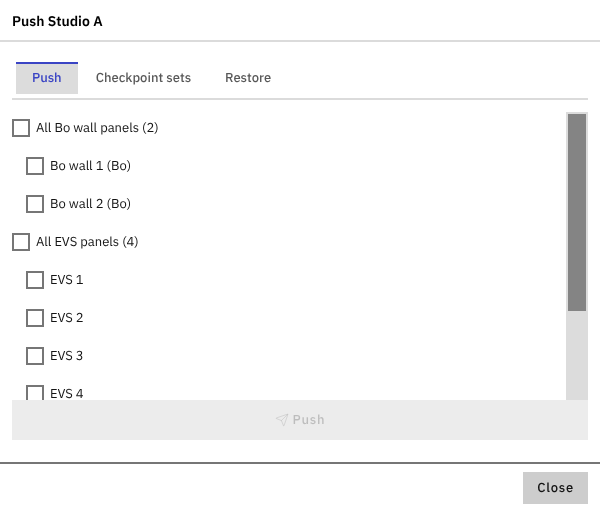 Push Studio A
Push Checkpoint sets Restore
All Bo wall panels (2)
Bo wall 1 (Bo)
Bo wall 2 (Bo)
All EVS panels (4)
EVS 1
EVS 2
EVS 3
EVS 4
Push
Close